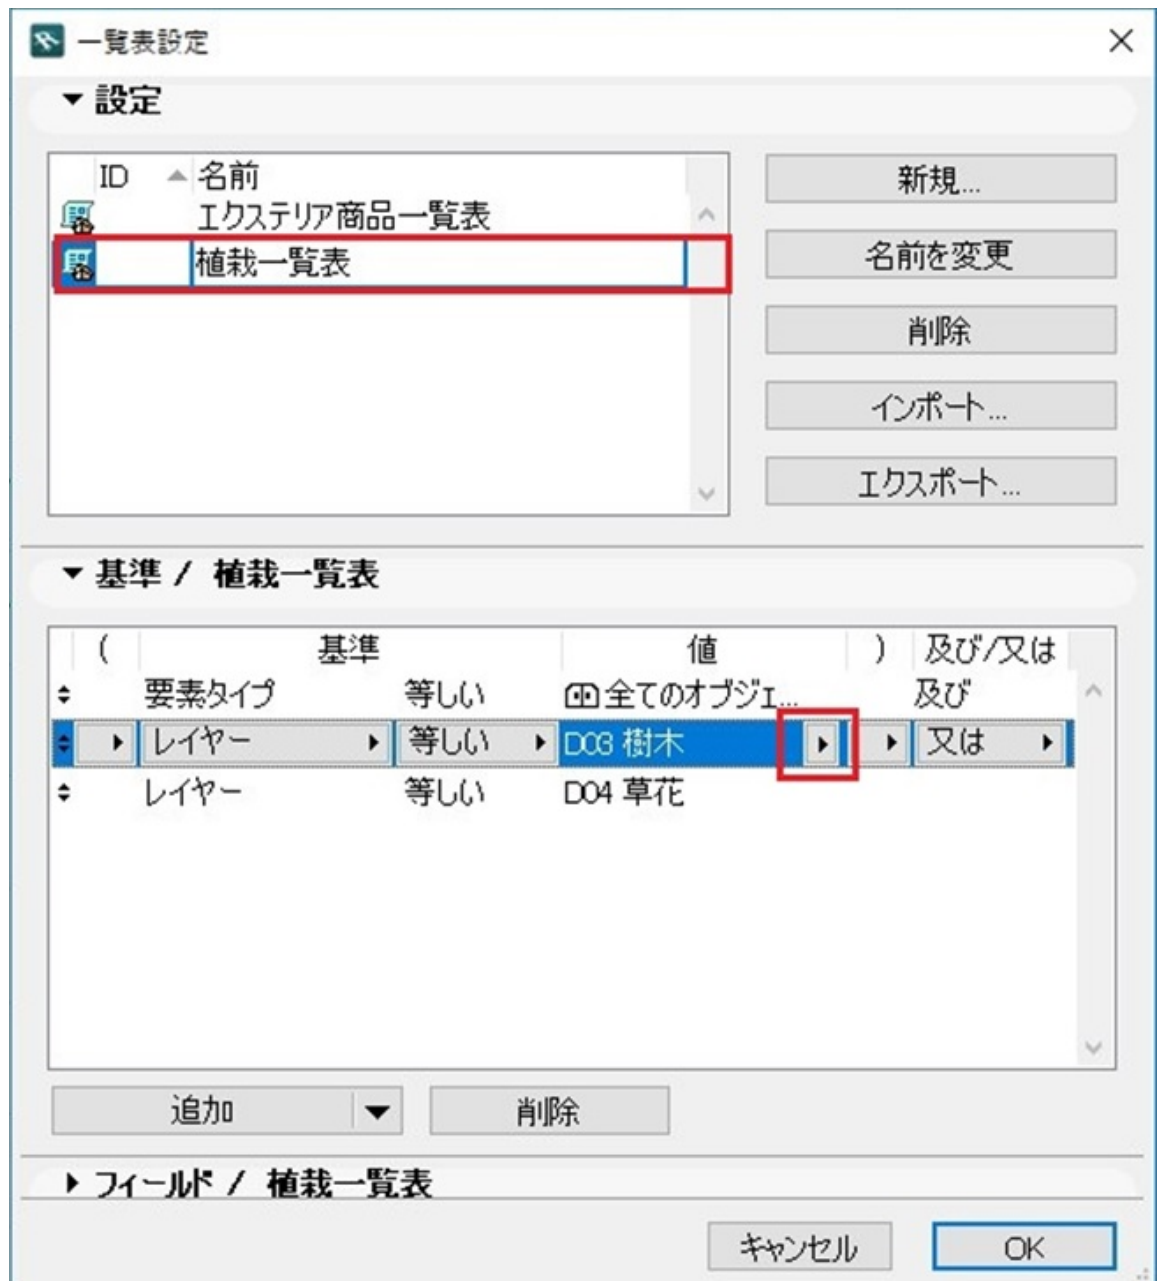 一覧表設定
設定
ID 名前
エクステリア商品一覧表
植栽一覧表
新規...
名前を変更
削除
インポート...
エクスポート...
基準 / 植栽一覧表
( 基準 値 ) 及び/又は
要素タイプ 等しい 全てのオブジェ... 及び
レイヤー 等しい D03 樹木 又は
レイヤー 等しい D04 草花
追加 削除
フィールド / 植栽一覧表
キャンセル OK